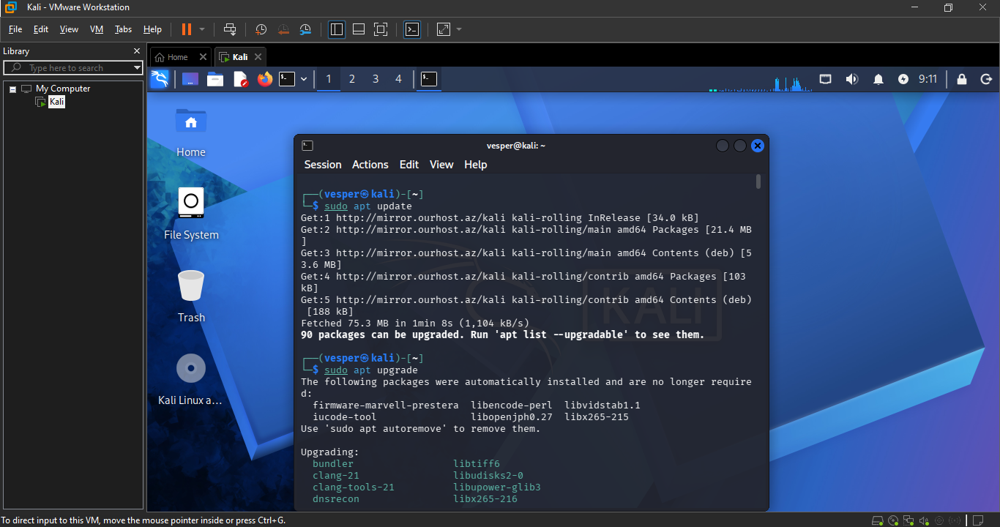 Kali - VMware Workstation
File Edit View VM Tabs Help
Library
Type here to search
My Computer
Kali
Home
Kali
1 2 3 4
9:11
Home
File System
Trash
Kali Linux a...
vesper@kali: ~
Session Actions Edit View Help
┌──(vesper㉿kali)-[~]
└─$ sudo apt update
Get:1 http://mirror.ourhost.az/kali kali-rolling InRelease [34.0 kB]
Get:2 http://mirror.ourhost.az/kali kali-rolling/main amd64 Packages [21.4 MB
]
Get:3 http://mirror.ourhost.az/kali kali-rolling/main amd64 Contents (deb) [5
3.6 MB]
Get:4 http://mirror.ourhost.az/kali kali-rolling/contrib amd64 Packages [103
kB]
Get:5 http://mirror.ourhost.az/kali kali-rolling/contrib amd64 Contents (deb)
[188 kB]
Fetched 75.3 MB in 1min 8s (1,104 kB/s)
90 packages can be upgraded. Run 'apt list --upgradable' to see them.
┌──(vesper㉿kali)-[~]
└─$ sudo apt upgrade
The following packages were automatically installed and are no longer require
d:
firmware-marvell-prestera libencode-perl libvidstab1.1
iucode-tool libopenjph0.27 libx265-215
Use 'sudo apt autoremove' to remove them.
Upgrading:
bundler libtiff6
clang-21 libudisks2-0
clang-tools-21 libupower-glib3
dnsrecon libx265-216
KALI
To direct input to this VM, move the mouse pointer inside or press Ctrl+G.